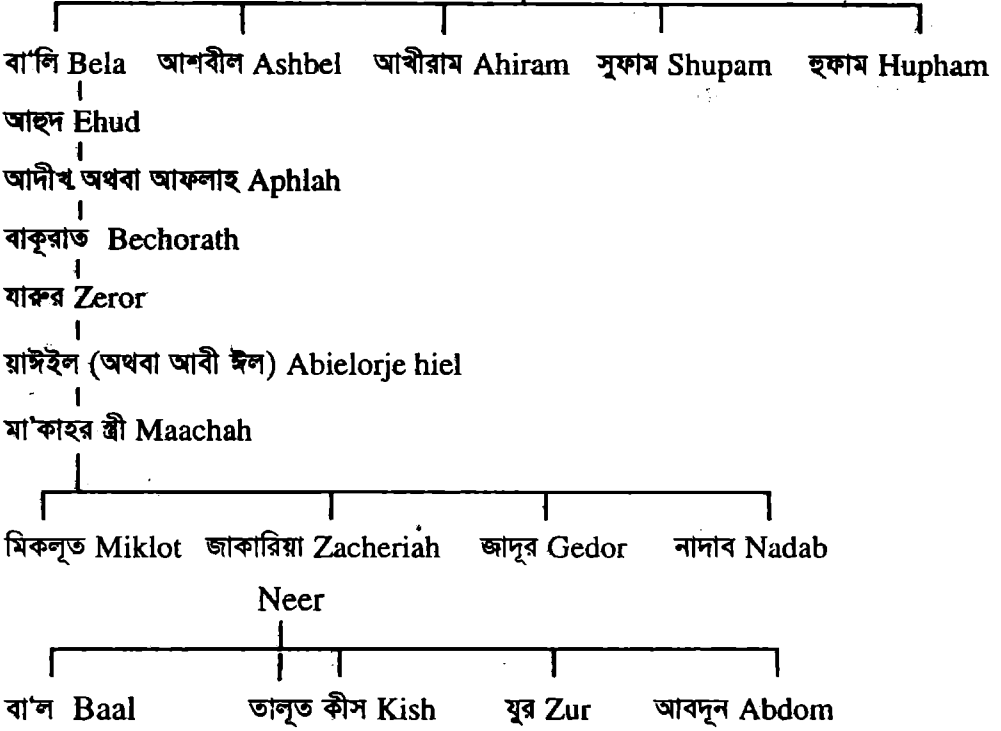 বা'লি Bela আশবীল Ashbel আখীরাম Ahiram সুফাম Shupam হুফাম Hupham
আহুদ Ehud
আদীখ অথবা আফলাহ Aphlah
বাকূরাত Bechorath
যারুর Zeror
য়াঈইল (অথবা আবী ঈল) Abielorje hiel
মা'কাহর স্ত্রী Maachah
মিকলূত Miklot জাকারিয়া Zacheriah জাদূর Gedor নাদাব Nadab
Neer
বা'ল Baal তালূত কীস Kish যুর Zur আবদূন Abdom